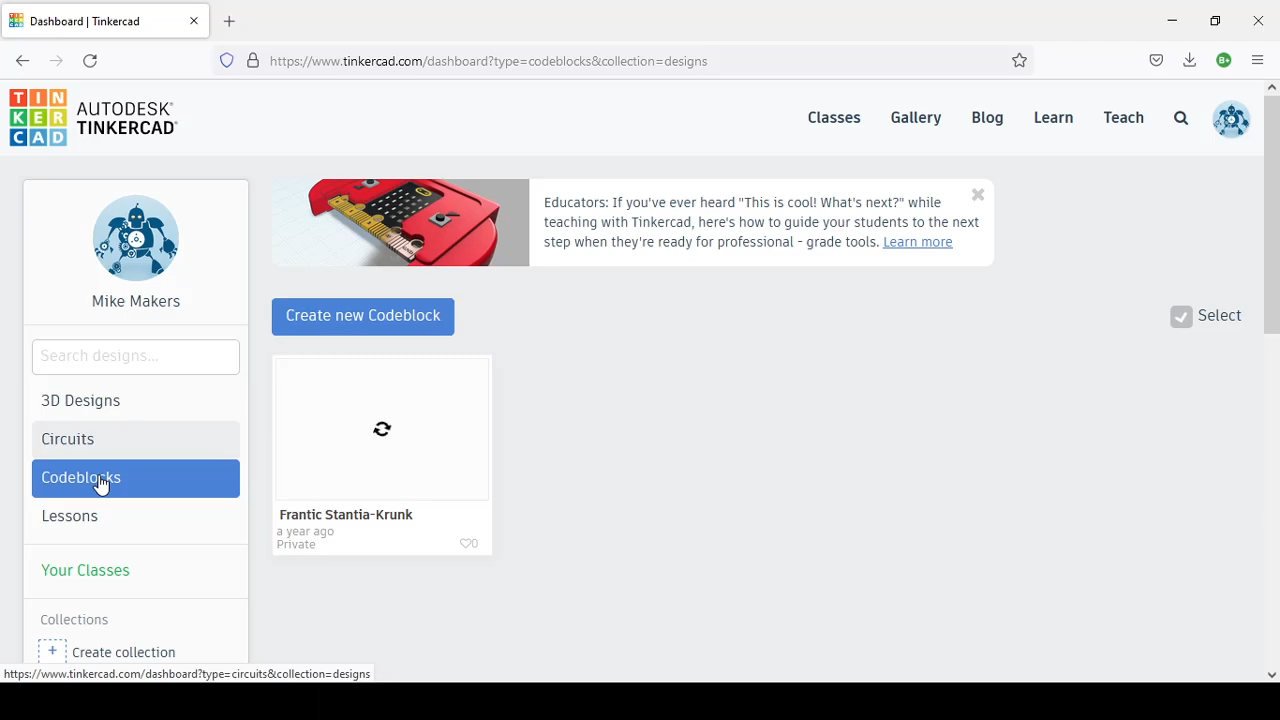 Dashboard | Tinkercad
https://www.tinkercad.com/dashboard?type=codeblocks&collection=designs
B+
TIN
KER
CAD
AUTODESK®
TINKERCAD®
Classes
Gallery
Blog
Learn
Teach
Mike Makers
Search designs...
3D Designs
Circuits
Codeblocks
Lessons
Your Classes
Collections
+ Create collection
Educators: If you've ever heard "This is cool! What's next?" while
teaching with Tinkercad, here's how to guide your students to the next
step when they're ready for professional - grade tools. Learn more
Create new Codeblock
Select
Frantic Stantia-Krunk
a year ago
Private
0
https://www.tinkercad.com/dashboard?type=circuits&collection=designs